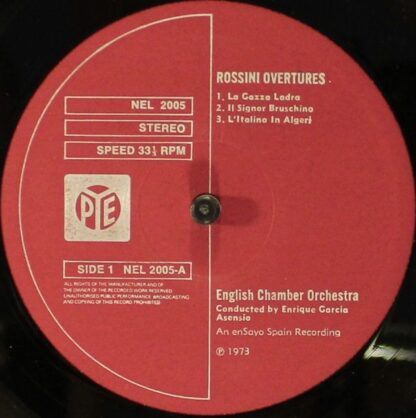 NEL 2005
STEREO
SPEED 33⅓ RPM
PYE
SIDE 1 NEL 2005-A
ALL RIGHTS OF THE MANUFACTURER AND OF
THE OWNER OF THE RECORDED WORK RESERVED
UNAUTHORISED PUBLIC PERFORMANCE BROADCASTING
AND COPYING OF THIS RECORD PROHIBITED
ROSSINI OVERTURES
1. La Gazza Ladra
2. Il Signor Bruschino
3. L'Italina In Algeri
English Chamber Orchestra
Conducted by Enrique Garcia
Asensio
An enSayo Spain Recording
℗ 1973